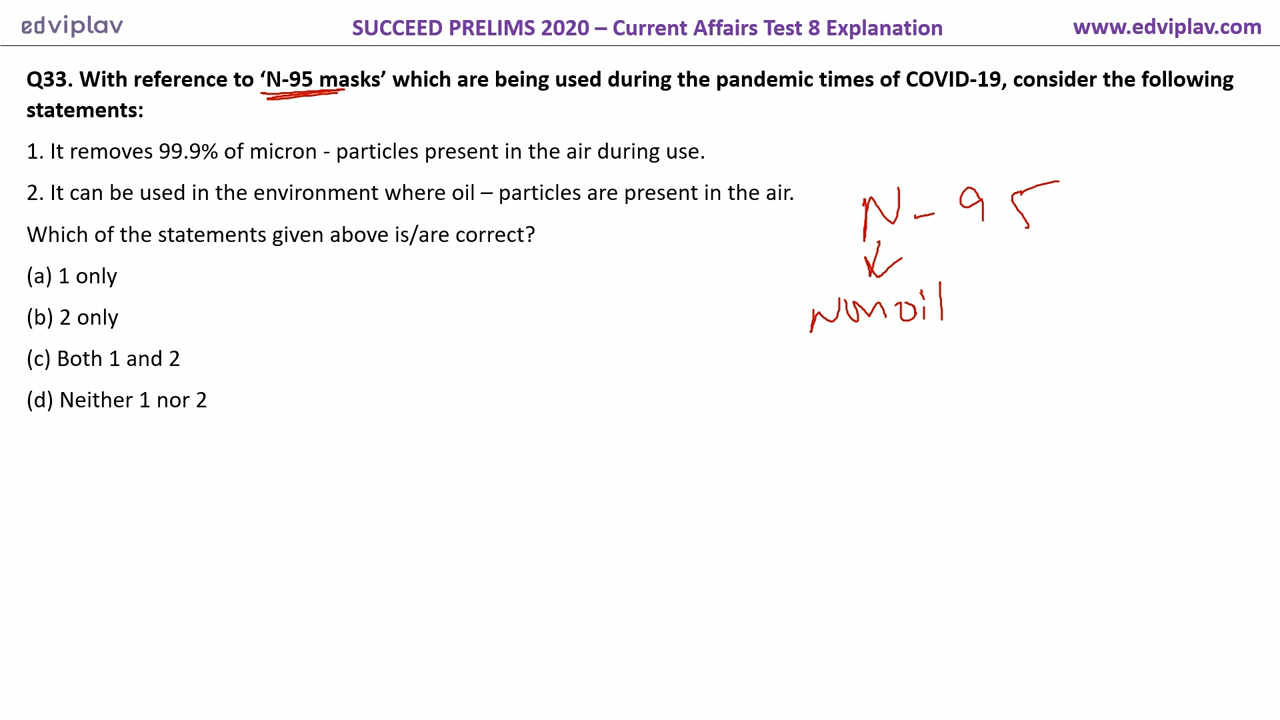 edviplav
SUCCEED PRELIMS 2020 – Current Affairs Test 8 Explanation
www.edviplav.com
Q33. With reference to ‘N-95 masks’ which are being used during the pandemic times of COVID-19, consider the following
statements:
1. It removes 99.9% of micron - particles present in the air during use.
2. It can be used in the environment where oil – particles are present in the air.
Which of the statements given above is/are correct?
(a) 1 only
(b) 2 only
(c) Both 1 and 2
(d) Neither 1 nor 2
N-95
Non oil